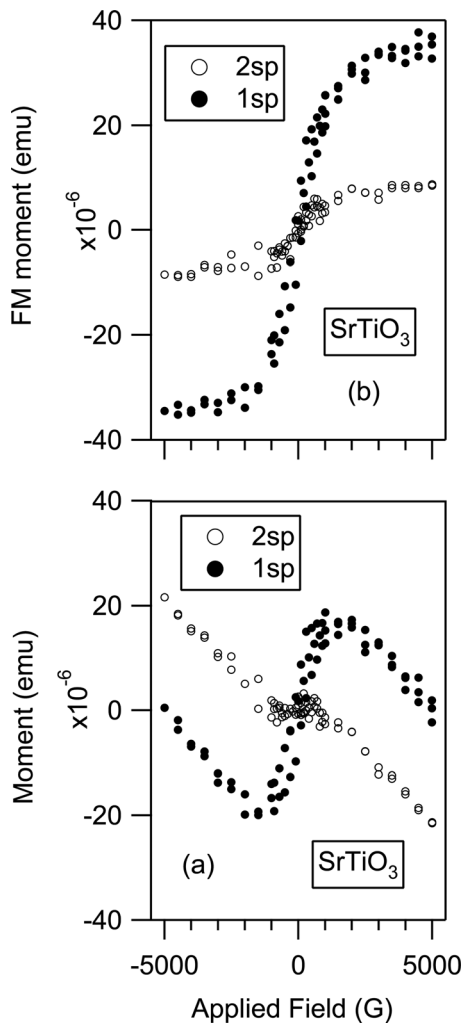 40
20
0
-20
-40
FM moment (emu)
x10-6
2sp
1sp
SrTiO3
(b)
40
20
0
-20
-40
Moment (emu)
x10-6
2sp
1sp
(a)
SrTiO3
-5000
0
5000
Applied Field (G)